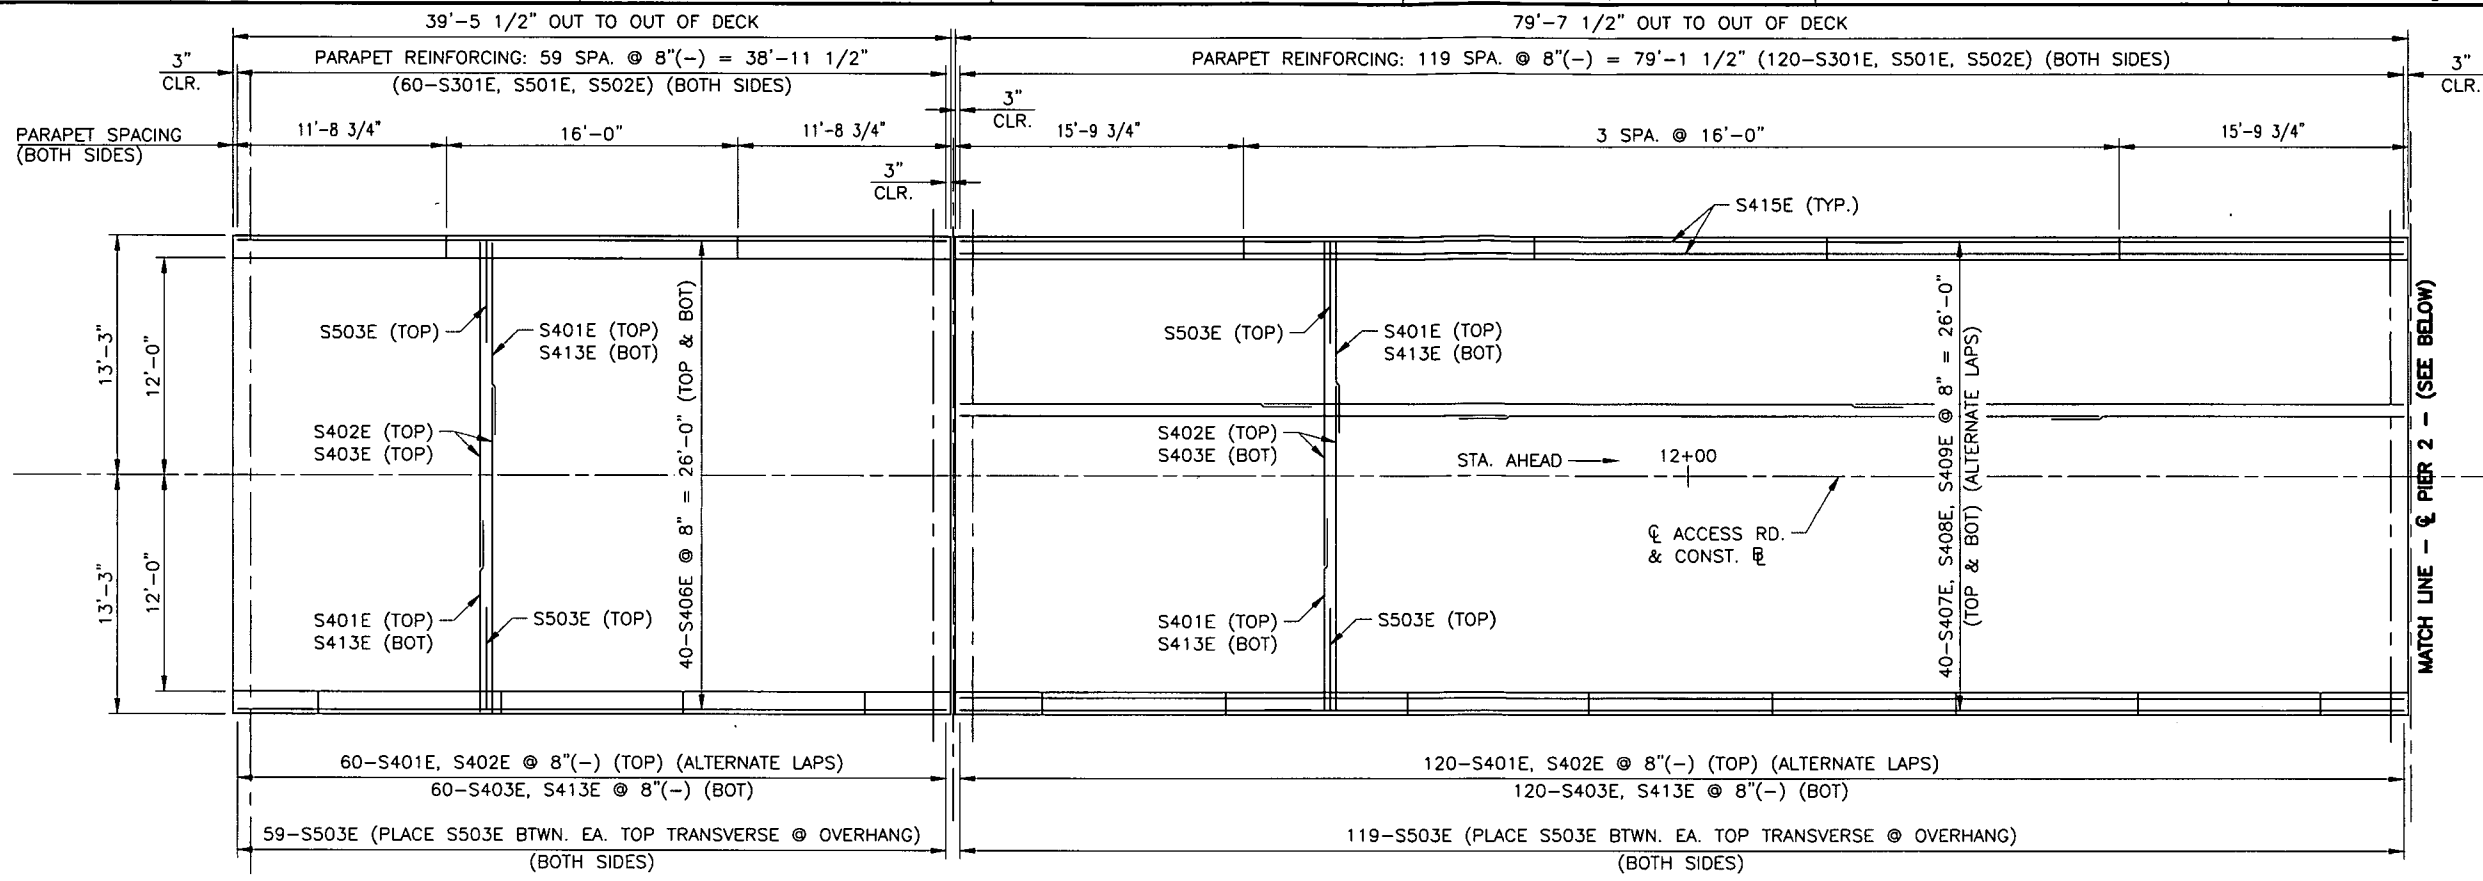 39'-5 1/2" OUT TO OUT OF DECK
79'-7 1/2" OUT TO OUT OF DECK
PARAPET REINFORCING: 59 SPA. @ 8"(-) = 38'-11 1/2"
(60-S301E, S501E, S502E) (BOTH SIDES)
PARAPET REINFORCING: 119 SPA. @ 8"(-) = 79'-1 1/2" (120-S301E, S501E, S502E) (BOTH SIDES)
3"
CLR.
3"
CLR.
3"
CLR.
3"
CLR.
PARAPET SPACING
(BOTH SIDES)
11'-8 3/4"
16'-0"
11'-8 3/4"
15'-9 3/4"
3 SPA. @ 16'-0"
15'-9 3/4"
S415E (TYP.)
13'-3"
12'-0"
13'-3"
12'-0"
S503E (TOP)
S401E (TOP)
S413E (BOT)
S402E (TOP)
S403E (TOP)
S401E (TOP)
S413E (BOT)
S503E (TOP)
40-S406E @ 8" = 26'-0" (TOP & BOT)
S503E (TOP)
S401E (TOP)
S413E (BOT)
S402E (TOP)
S403E (BOT)
S401E (TOP)
S413E (BOT)
S503E (TOP)
STA. AHEAD
12+00
℄ ACCESS RD.
& CONST. BL
40-S407E, S408E, S409E @ 8" = 26'-0"
(TOP & BOT) (ALTERNATE LAPS)
MATCH LINE - ℄ PIER 2 - (SEE BELOW)
60-S401E, S402E @ 8"(-) (TOP) (ALTERNATE LAPS)
60-S403E, S413E @ 8"(-) (BOT)
120-S401E, S402E @ 8"(-) (TOP) (ALTERNATE LAPS)
120-S403E, S413E @ 8"(-) (BOT)
59-S503E (PLACE S503E BTWN. EA. TOP TRANSVERSE @ OVERHANG)
(BOTH SIDES)
119-S503E (PLACE S503E BTWN. EA. TOP TRANSVERSE @ OVERHANG)
(BOTH SIDES)